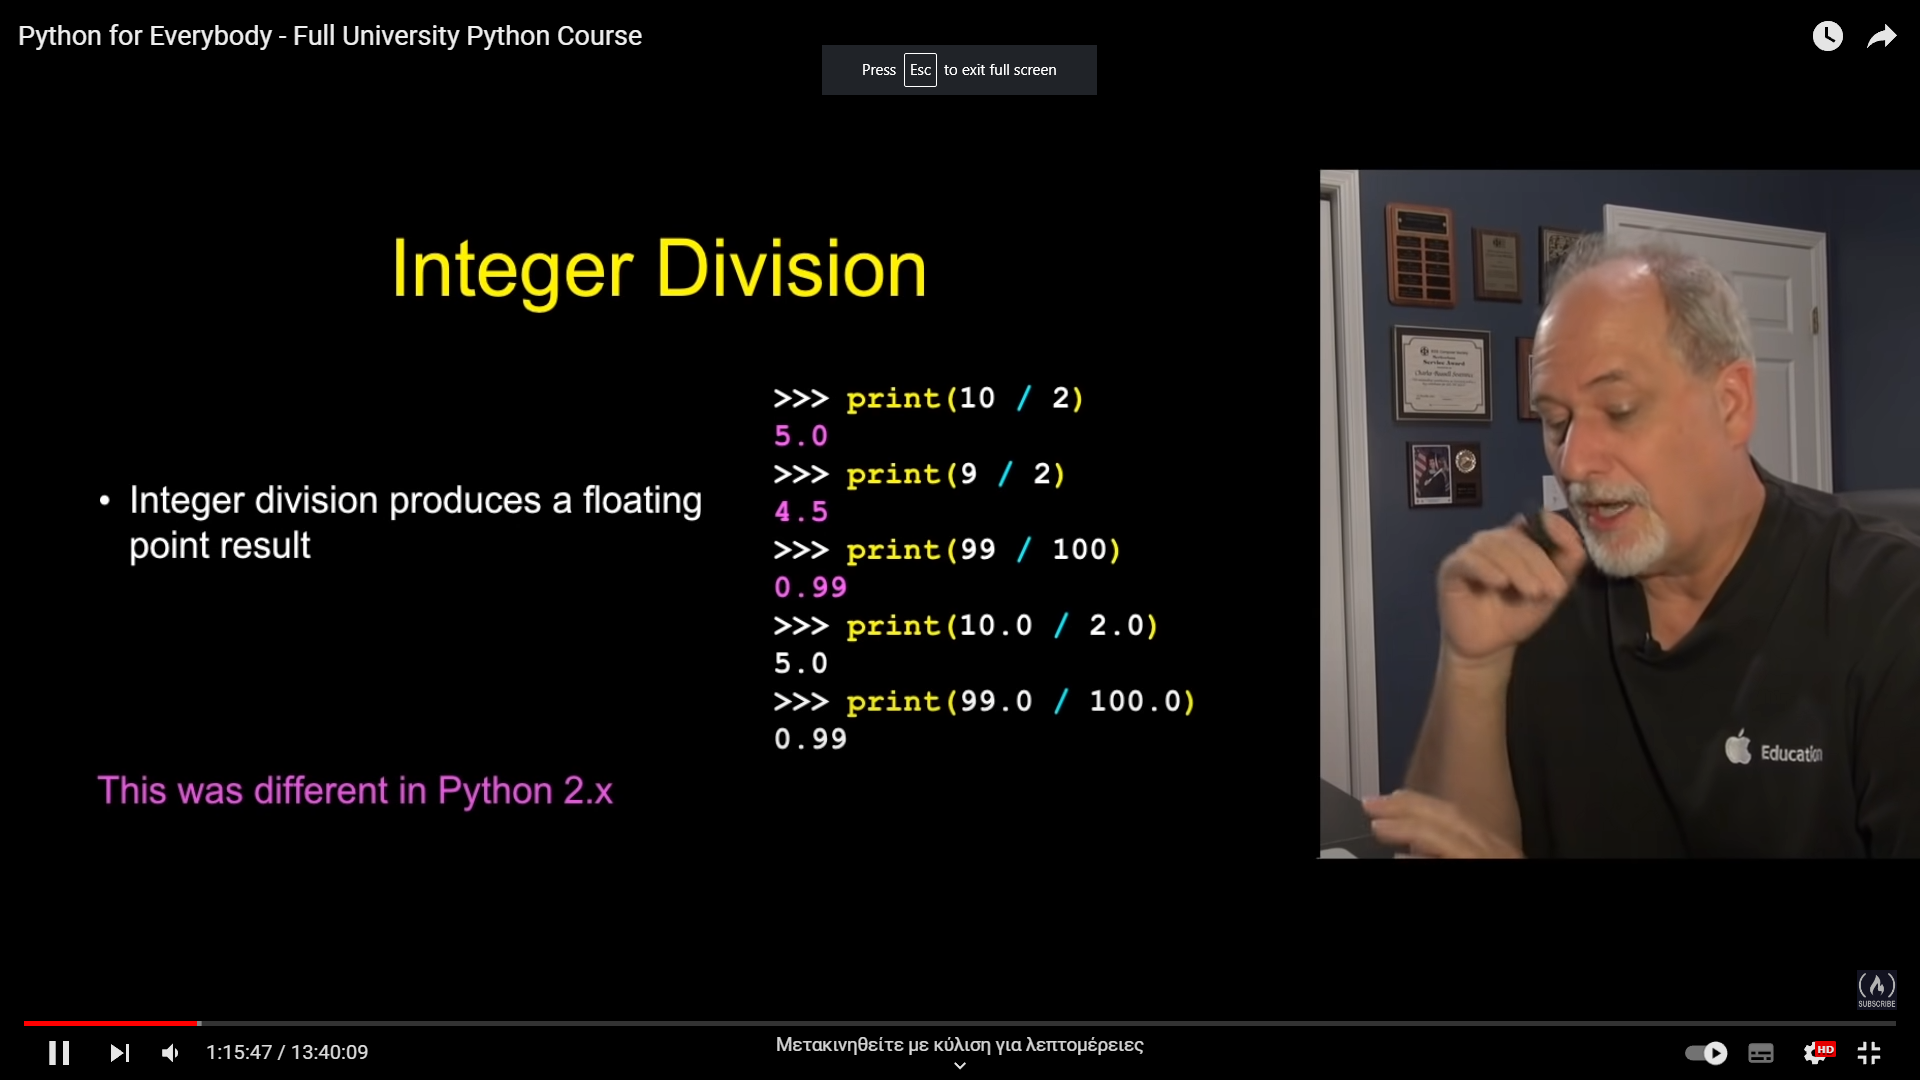 Python for Everybody - Full University Python Course
Press Esc to exit full screen
Integer Division
• Integer division produces a floating
point result
This was different in Python 2.x
>>> print(10 / 2)
5.0
>>> print(9 / 2)
4.5
>>> print(99 / 100)
0.99
>>> print(10.0 / 2.0)
5.0
>>> print(99.0 / 100.0)
0.99
Service Award
Education
SUBSCRIBE
1:15:47 / 13:40:09
Μετακινηθείτε με κύλιση για λεπτομέρειες
HD